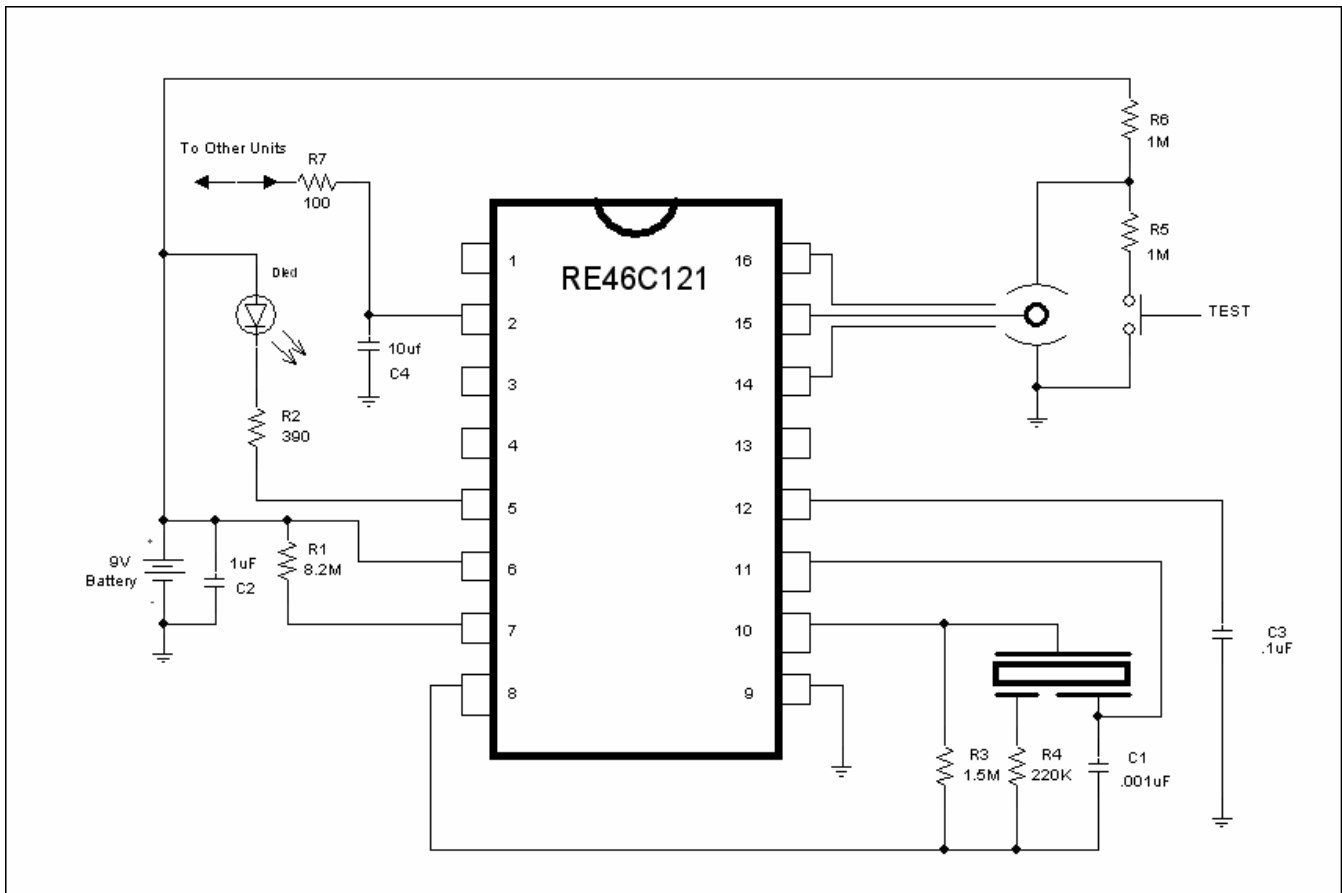 R6
1M
To Other Units
R7
100
R5
1M
Dled
RE46C121
1
16
2
15
TEST
10uf
C4
3
14
R2
390
4
13
5
12
+
9V
Battery
-
1uF
C2
R1
8.2M
6
11
7
10
C3
.1uF
8
9
R3
1.5M
R4
220K
C1
.001uF